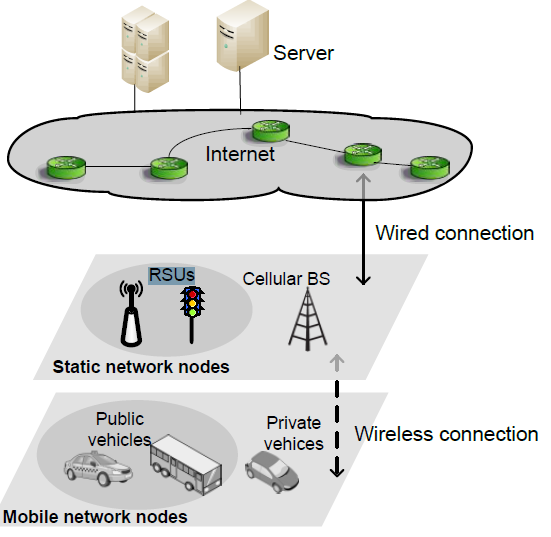 Server
Internet
Wired connection
RSUs
Cellular BS
Static network nodes
Public
vehicles
Private
vehices
Wireless connection
Mobile network nodes